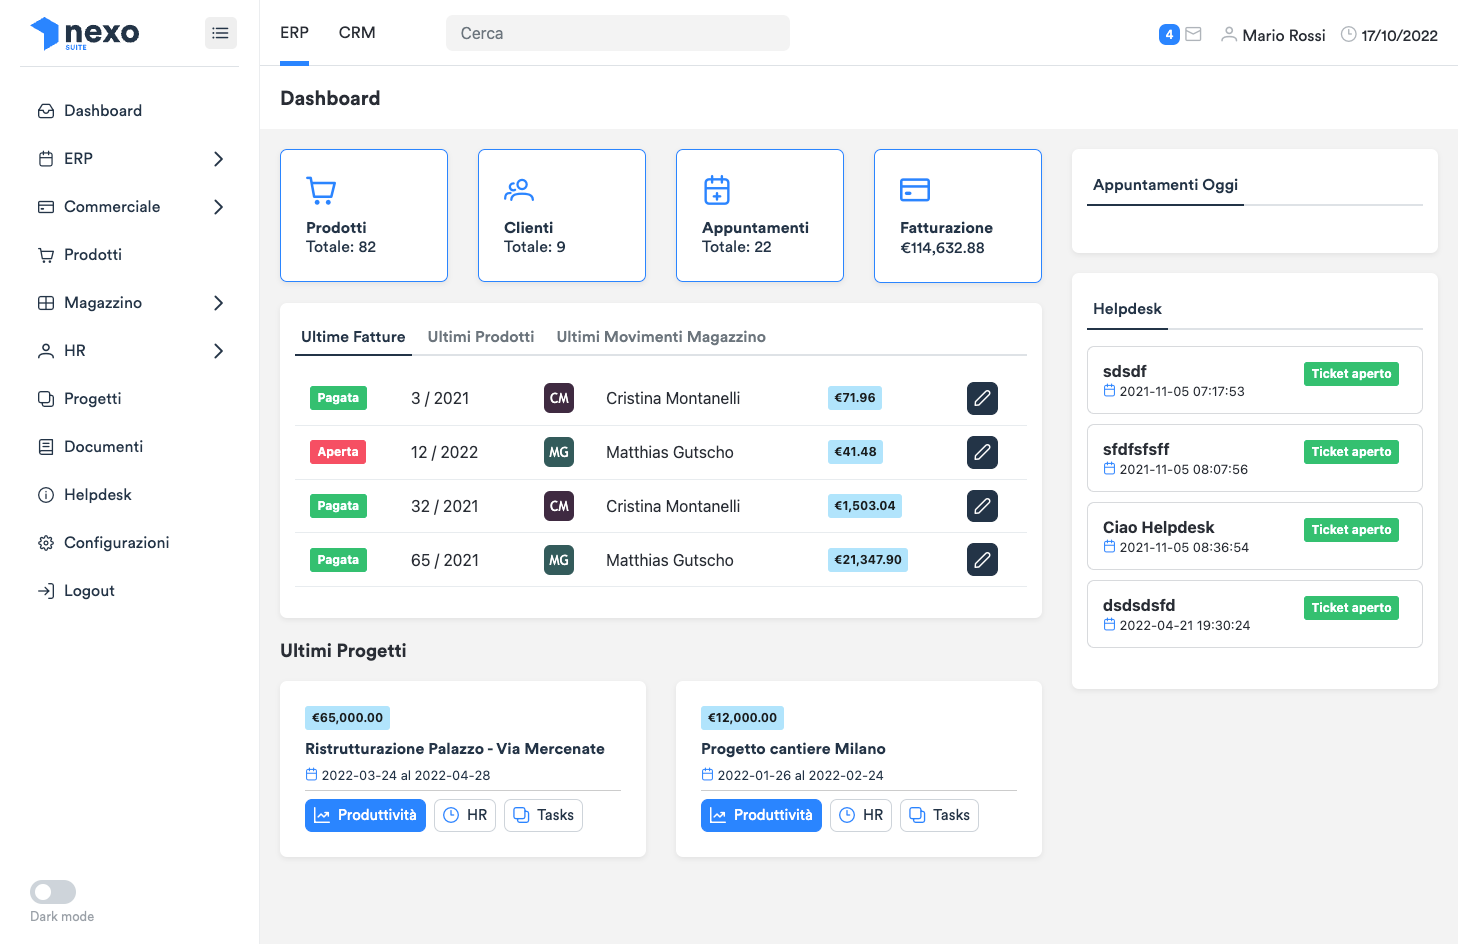 nexo
SUITE
ERP
CRM
Cerca
4
Mario Rossi
17/10/2022
Dashboard
ERP
Commerciale
Prodotti
Magazzino
HR
Progetti
Documenti
Helpdesk
Configurazioni
Logout
Dark mode
Dashboard
Prodotti
Totale: 82
Clienti
Totale: 9
Appuntamenti
Totale: 22
Fatturazione
€114,632.88
Ultime Fatture
Ultimi Prodotti
Ultimi Movimenti Magazzino
Pagata 3 / 2021 CM Cristina Montanelli €71.96
Aperta 12 / 2022 MG Matthias Gutscho €41.48
Pagata 32 / 2021 CM Cristina Montanelli €1,503.04
Pagata 65 / 2021 MG Matthias Gutscho €21,347.90
Ultimi Progetti
€65,000.00
Ristrutturazione Palazzo - Via Mercenate
2022-03-24 al 2022-04-28
Produttività HR Tasks
€12,000.00
Progetto cantiere Milano
2022-01-26 al 2022-02-24
Produttività HR Tasks
Appuntamenti Oggi
Helpdesk
sdsdf
Ticket aperto
2021-11-05 07:17:53
sfdfsfsff
Ticket aperto
2021-11-05 08:07:56
Ciao Helpdesk
Ticket aperto
2021-11-05 08:36:54
dsdsdsfd
Ticket aperto
2022-04-21 19:30:24